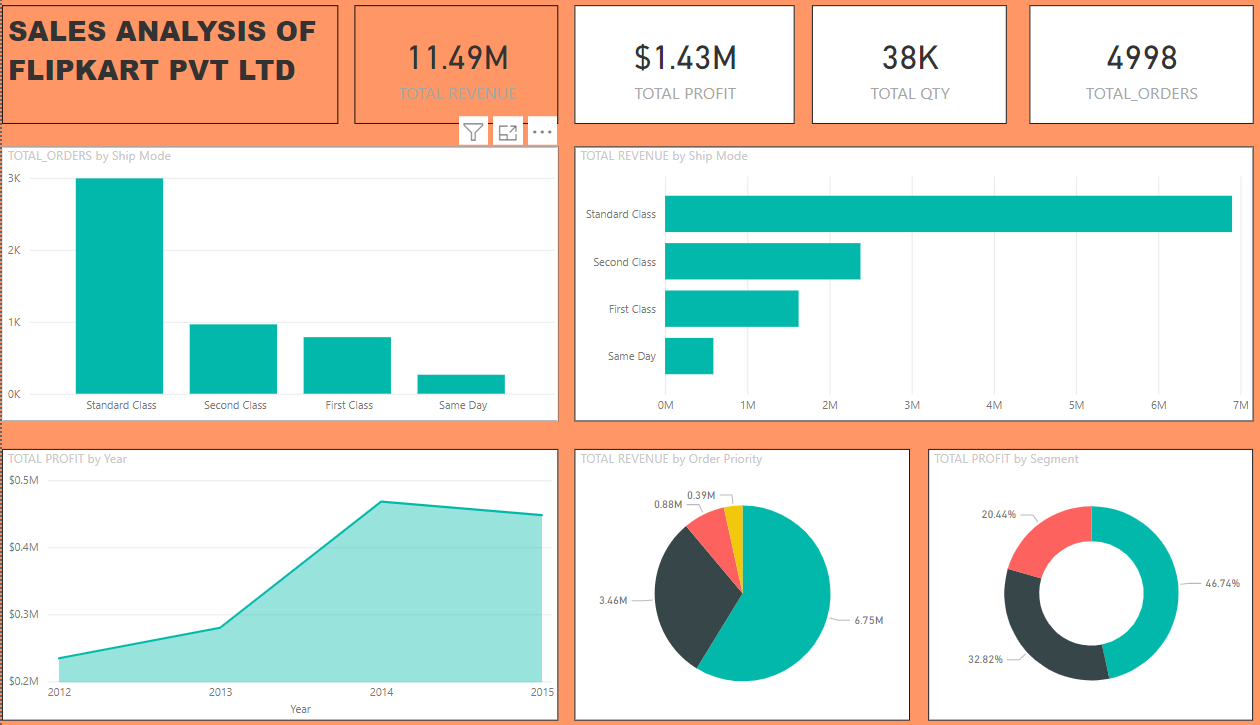 SALES ANALYSIS OF
FLIPKART PVT LTD
11.49M
TOTAL REVENUE
$1.43M
TOTAL PROFIT
38K
TOTAL QTY
4998
TOTAL_ORDERS
TOTAL_ORDERS by Ship Mode
3K
2K
1K
0K
Standard Class
Second Class
First Class
Same Day
TOTAL REVENUE by Ship Mode
Standard Class
Second Class
First Class
Same Day
0M
1M
2M
3M
4M
5M
6M
7M
TOTAL PROFIT by Year
$0.5M
$0.4M
$0.3M
$0.2M
2012
2013
2014
2015
Year
TOTAL REVENUE by Order Priority
0.39M
0.88M
3.46M
6.75M
TOTAL PROFIT by Segment
20.44%
46.74%
32.82%